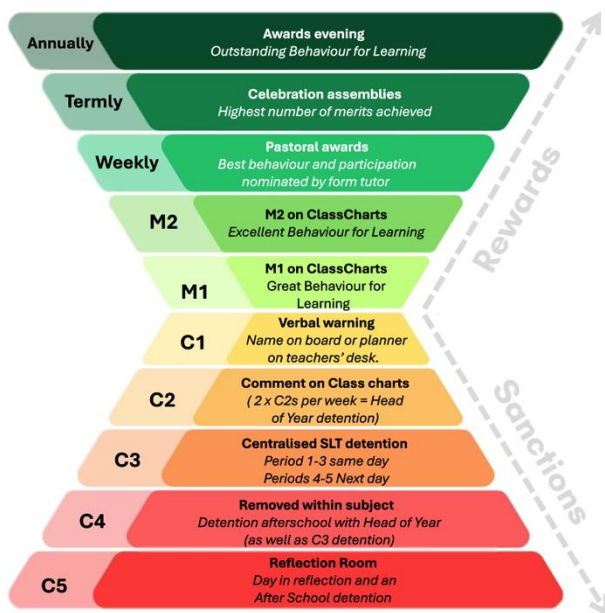 Annually
Awards evening
Outstanding Behaviour for Learning
Termly
Celebration assemblies
Highest number of merits achieved
Weekly
Pastoral awards
Best behaviour and participation
nominated by form tutor
M2
M2 on ClassCharts
Excellent Behaviour for Learning
M1
M1 on ClassCharts
Great Behaviour for
Learning
Rewards
C1
Verbal warning
Name on board or planner
on teachers' desk.
C2
Comment on Class charts
( 2 x C2s per week = Head
of Year detention)
C3
Centralised SLT detention
Period 1-3 same day
Periods 4-5 Next day
C4
Removed within subject
Detention afterschool with Head of Year
(as well as C3 detention)
C5
Reflection Room
Day in reflection and an
After School detention
Sanctions